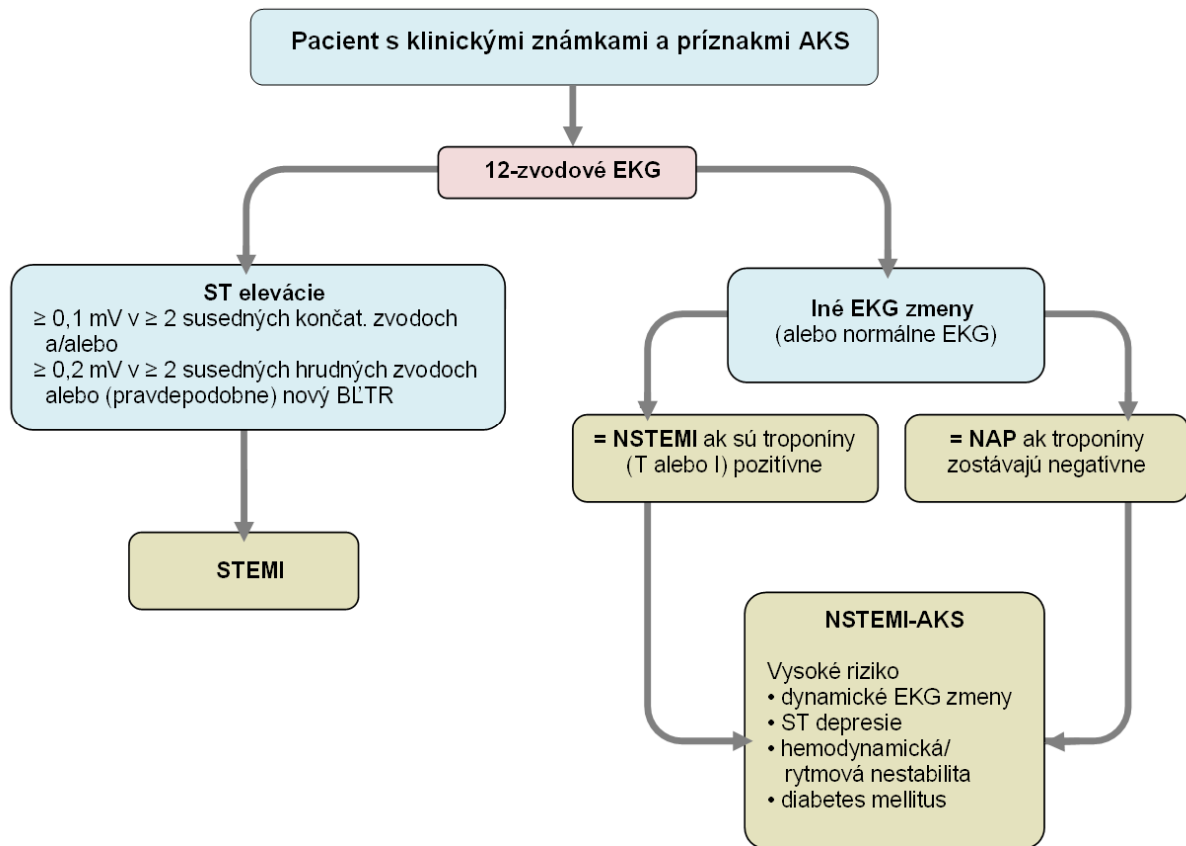 Pacient s klinickými známkami a príznakmi AKS
12-zvodové EKG
ST elevácie
≥ 0,1 mV v ≥ 2 susedných končat. zvodoch
a/alebo
≥ 0,2 mV v ≥ 2 susedných hrudných zvodoch
alebo (pravdepodobne) nový BĽTR
STEMI
Iné EKG zmeny
(alebo normálne EKG)
= NSTEMI ak sú troponíny
(T alebo I) pozitívne
= NAP ak troponíny
zostávajú negatívne
NSTEMI-AKS
Vysoké riziko
• dynamické EKG zmeny
• ST depresie
• hemodynamická/
rytmová nestabilita
• diabetes mellitus